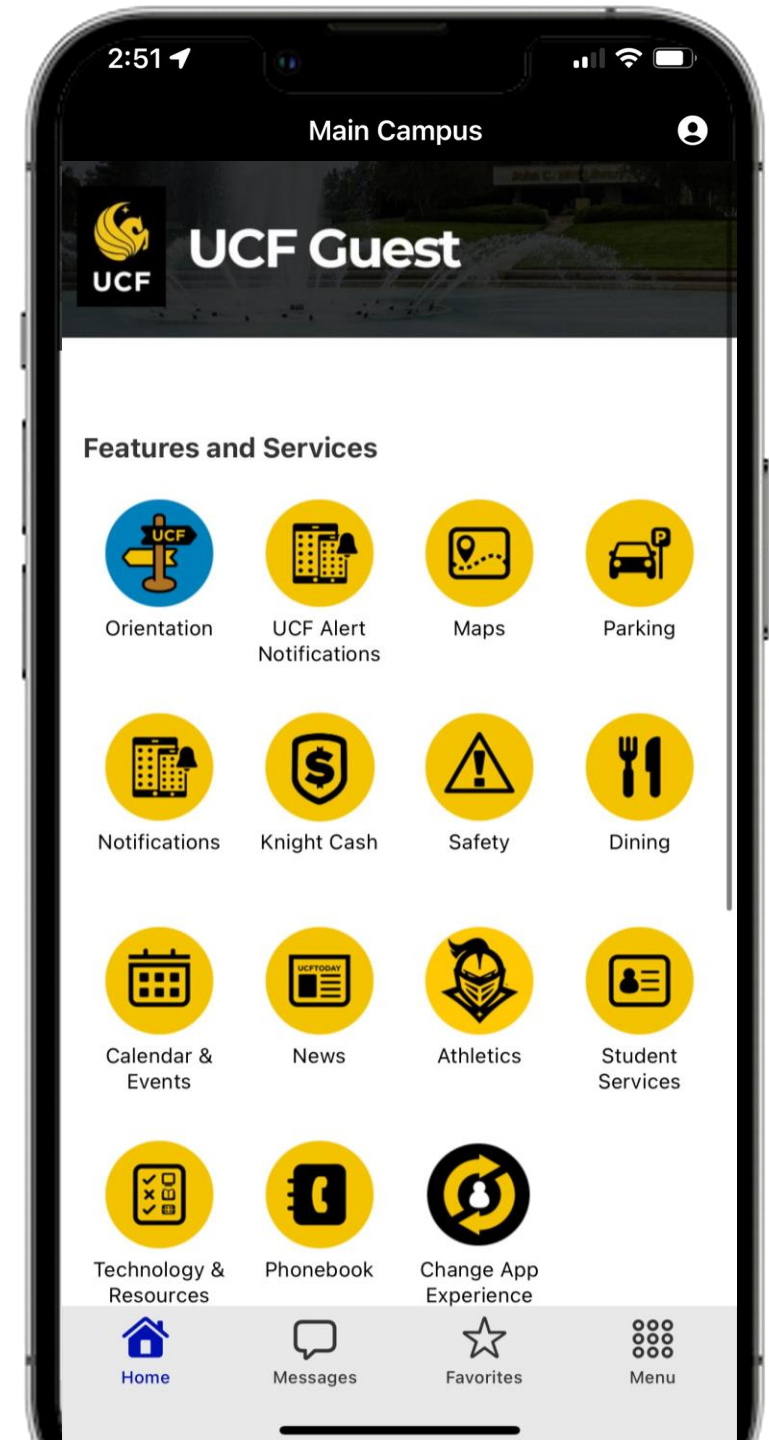 2:51
Main Campus
UCF
UCF Guest
Features and Services
UCF
P
Orientation
UCF Alert
Notifications
Maps
Parking
$
Notifications
Knight Cash
Safety
Dining
UCFTODAY
Calendar &
Events
News
Athletics
Student
Services
Technology &
Resources
Phonebook
Change App
Experience
Home
Messages
Favorites
Menu